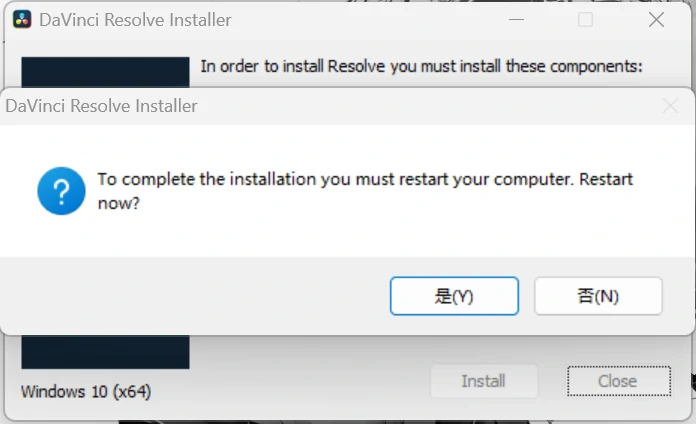 DaVinci Resolve Installer
In order to install Resolve you must install these components:
DaVinci Resolve Installer
To complete the installation you must restart your computer. Restart
now?
是(Y)
否(N)
Install
Close
Windows 10 (x64)